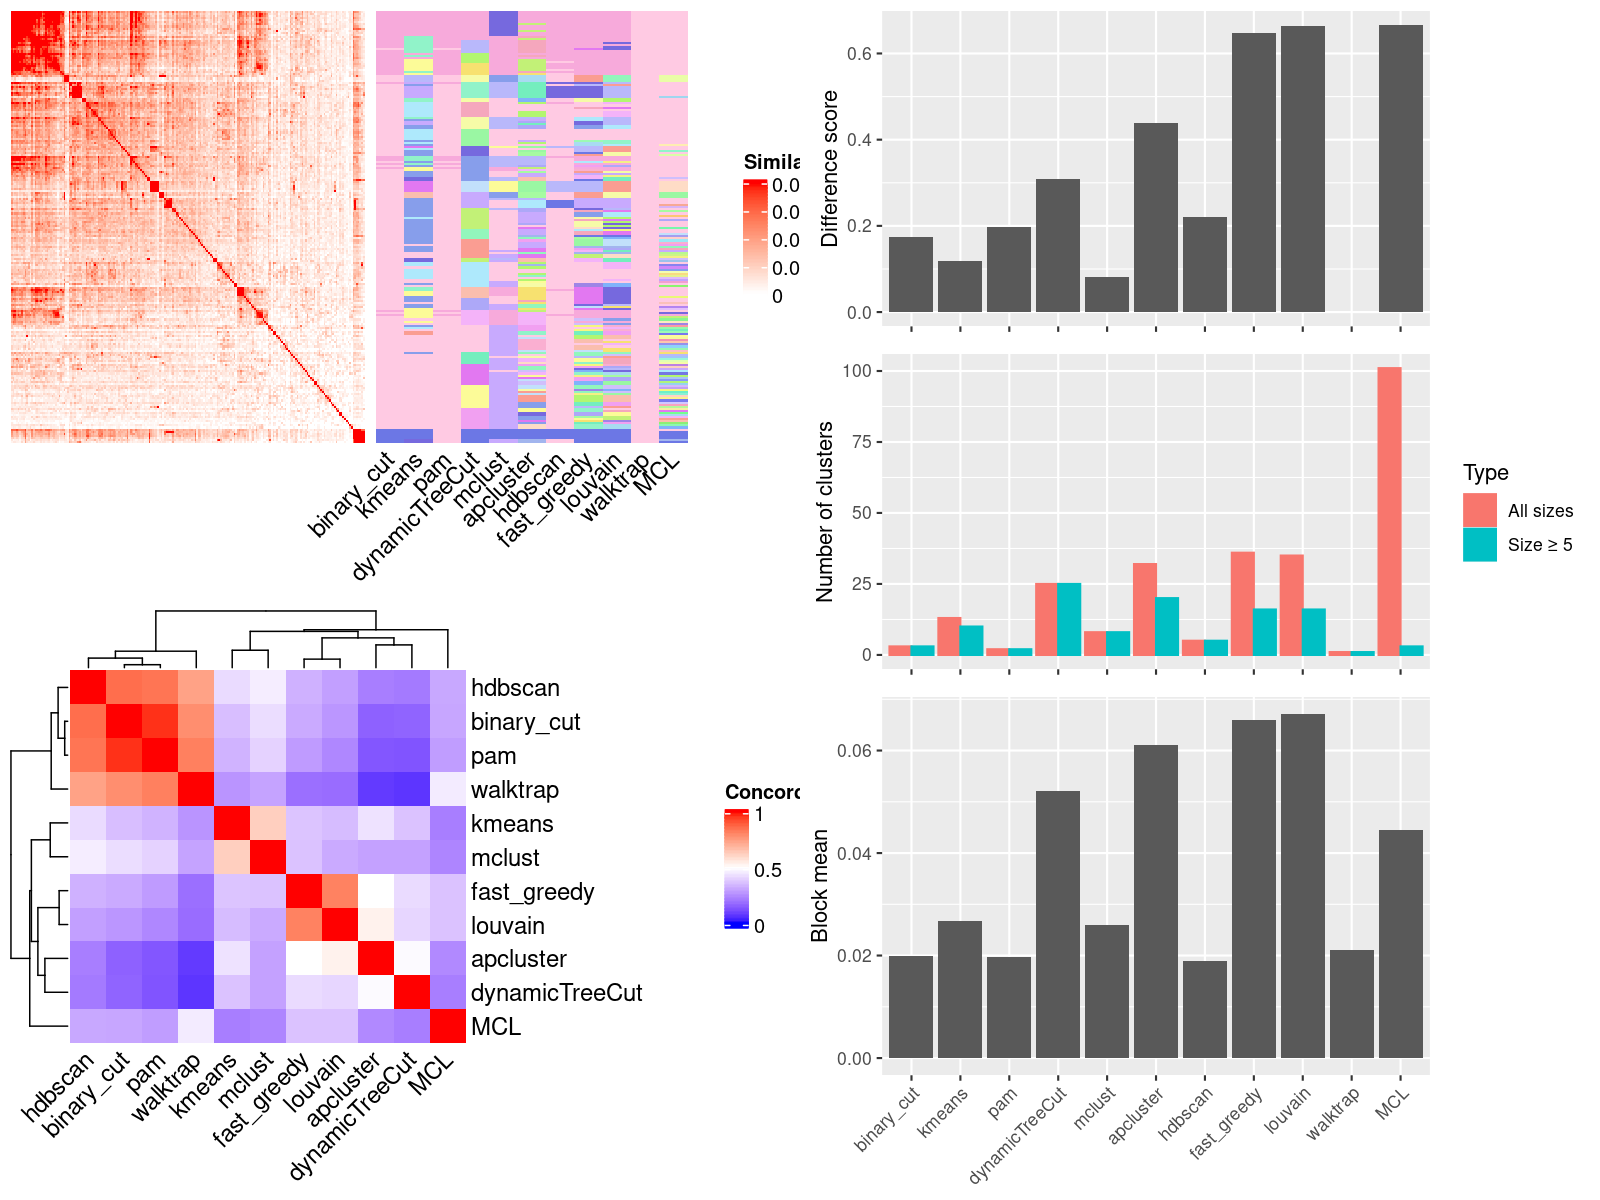 Simila
0.0
0.0
0.0
0.0
0
binary_cut
kmeans
pam
dynamicTreeCut
mclust
apcluster
hdbscan
fast_greedy
louvain
walktrap
MCL
hdbscan
binary_cut
pam
walktrap
kmeans
mclust
fast_greedy
louvain
apcluster
dynamicTreeCut
MCL
hdbscan
binary_cut
pam
walktrap
kmeans
mclust
fast_greedy
louvain
apcluster
dynamicTreeCut
MCL
Concord
1
0.5
0
Difference score
0.6
0.4
0.2
0.0
Number of clusters
100
75
50
25
0
Type
All sizes
Size ≥ 5
Block mean
0.06
0.04
0.02
0.00
binary_cut
kmeans
pam
dynamicTreeCut
mclust
apcluster
hdbscan
fast_greedy
louvain
walktrap
MCL